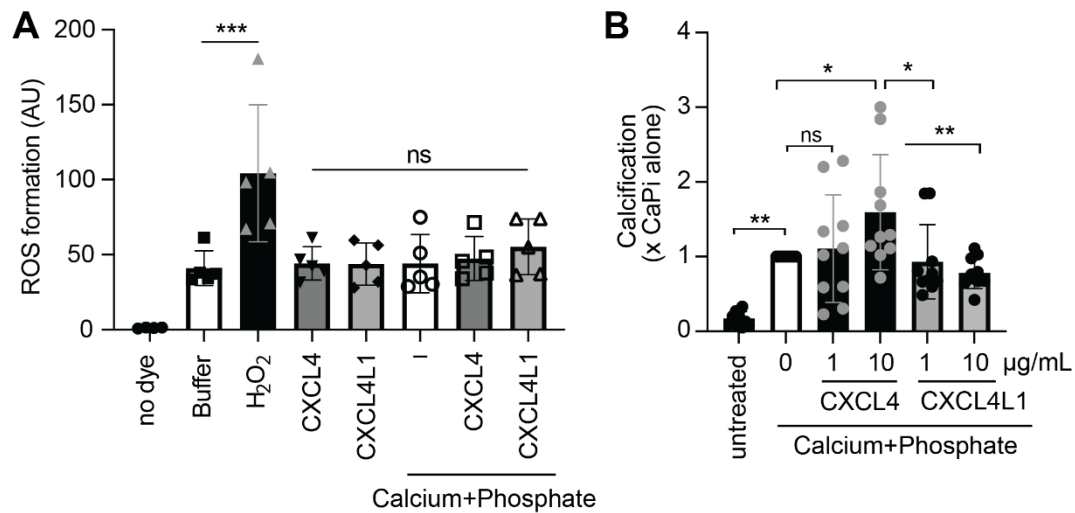 A
ROS formation (AU)
200
150
100
50
0
***
ns
no dye
Buffer
H₂O₂
CXCL4
CXCL4L1
–
CXCL4
CXCL4L1
Calcium+Phosphate
B
Calcification
(x CaPi alone)
4
3
2
1
0
* *
ns **
**
untreated
0 1 10 1 10 µg/mL
CXCL4 CXCL4L1
Calcium+Phosphate